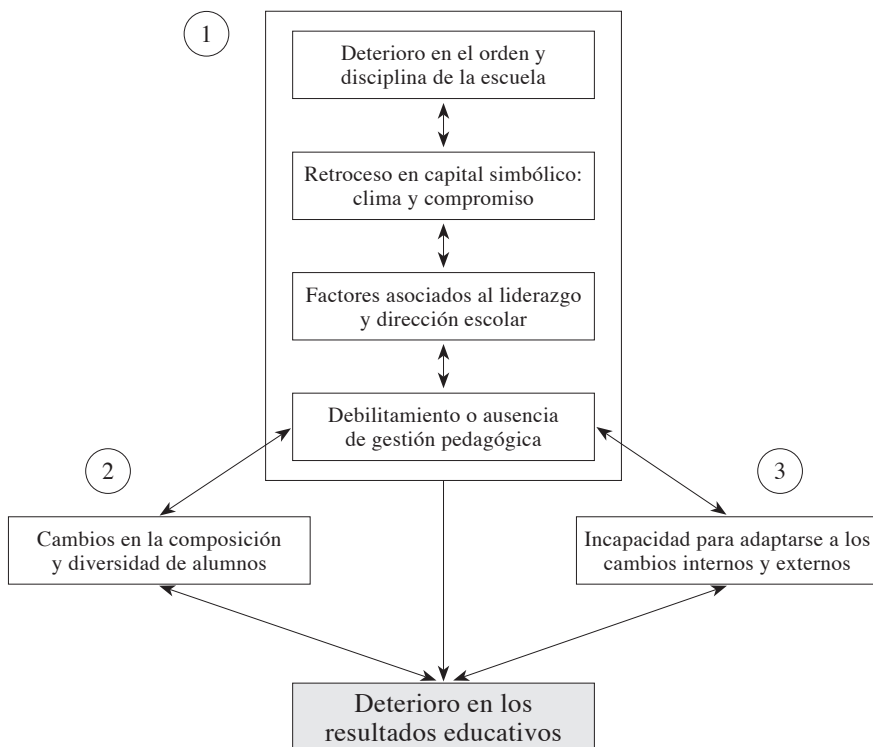 1
Deterioro en el orden y
disciplina de la escuela
Retroceso en capital simbólico:
clima y compromiso
Factores asociados al liderazgo
y dirección escolar
Debilitamiento o ausencia
de gestión pedagógica
2
3
Cambios en la composición
y diversidad de alumnos
Incapacidad para adaptarse a los
cambios internos y externos
Deterioro en los
resultados educativos